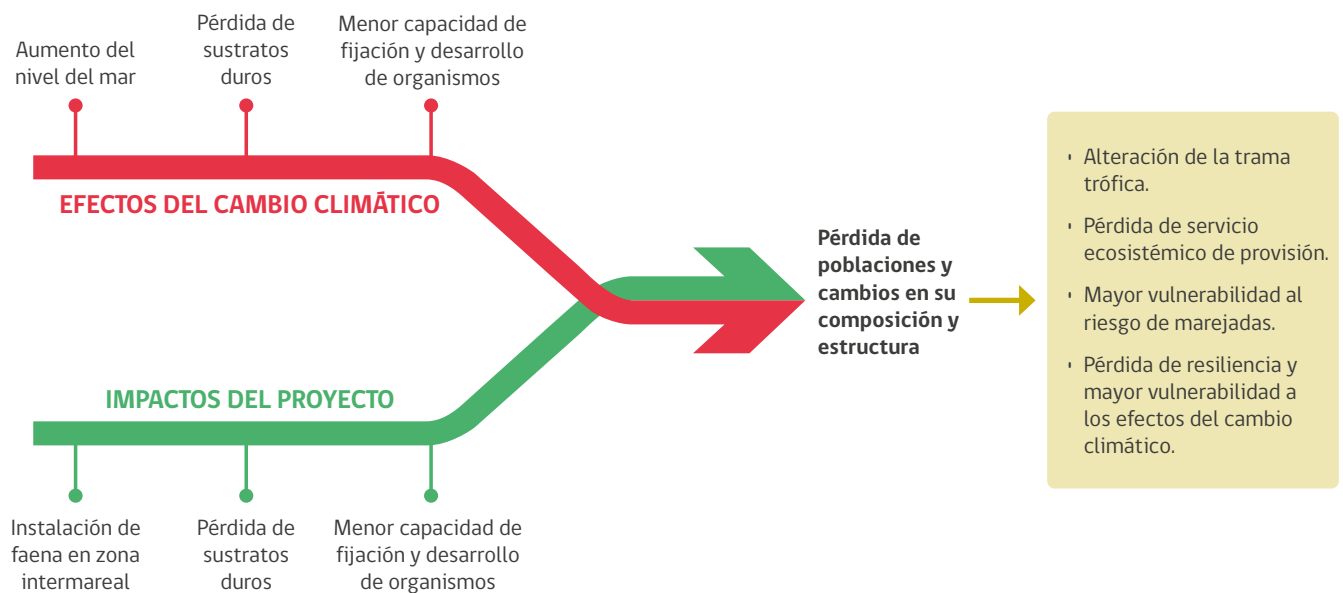 Aumento del
nivel del mar
Pérdida de
sustratos
duros
Menor capacidad de
fijación y desarrollo
de organismos
EFECTOS DEL CAMBIO CLIMÁTICO
IMPACTOS DEL PROYECTO
Instalación de
faena en zona
intermareal
Pérdida de
sustratos
duros
Menor capacidad de
fijación y desarrollo
de organismos
Pérdida de
poblaciones y
cambios en su
composición y
estructura
Alteración de la trama
trófica.
Pérdida de servicio
ecosistémico de provisión.
Mayor vulnerabilidad al
riesgo de marejadas.
Pérdida de resiliencia y
mayor vulnerabilidad a
los efectos del cambio
climático.